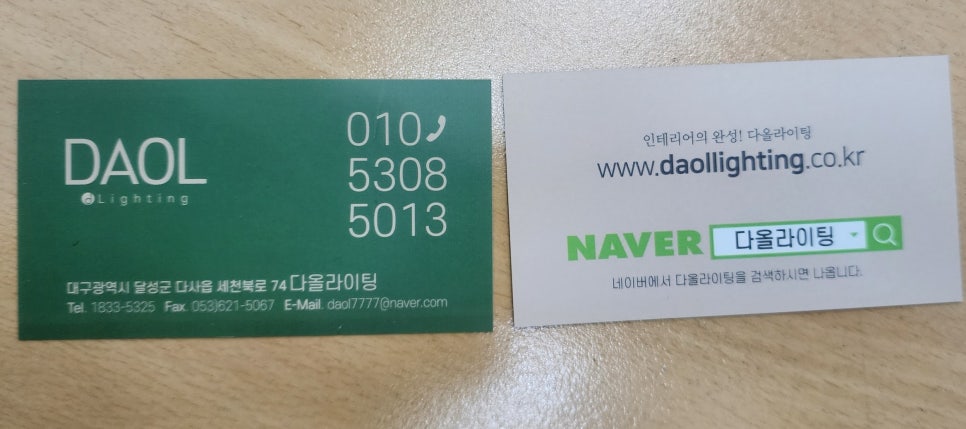 DAOL
dLighting
010
5308
5013
대구광역시 달성군 다사읍 세천북로 74 다올라이팅
Tel. 1833-5325 Fax. 053)621-5067 E-Mail. daol7777@naver.com
인테리어의 완성! 다올라이팅
www.daollighting.co.kr
NAVER 다올라이팅
네이버에서 다올라이팅을 검색하시면 나옵니다.